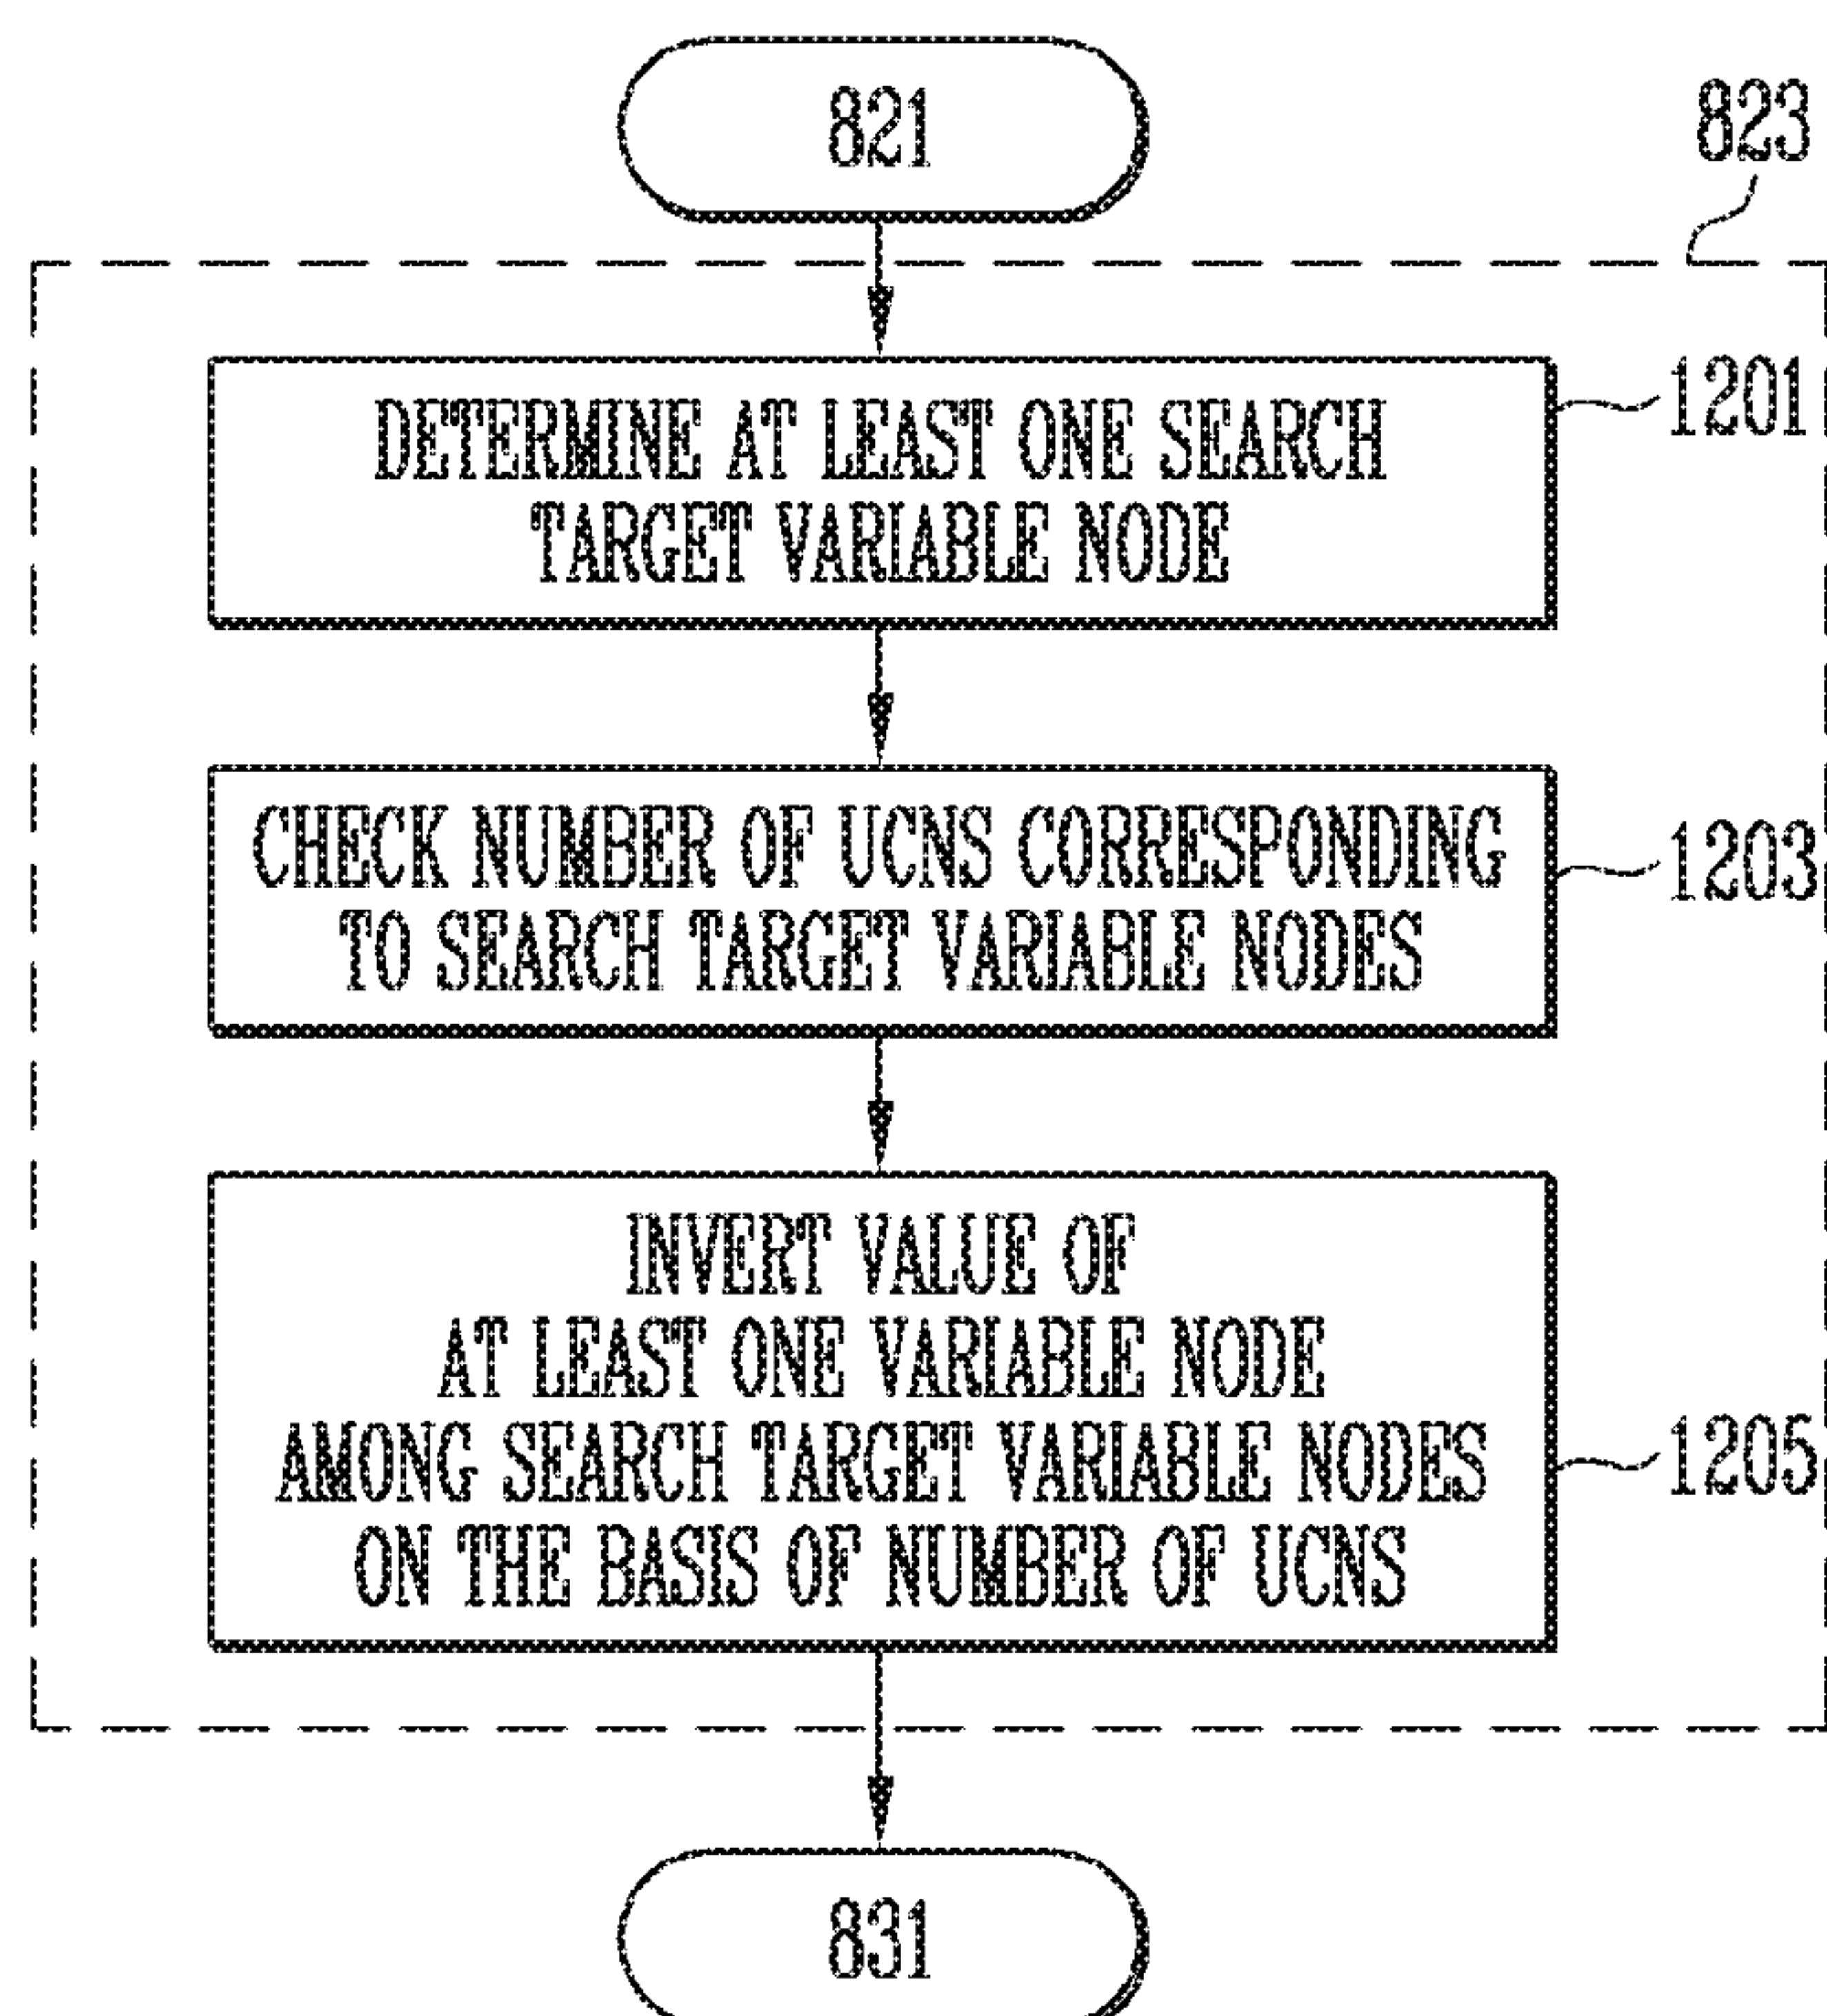 821
823
DETERMINE AT LEAST ONE SEARCH
TARGET VARIABLE NODE
1201
CHECK NUMBER OF UCNS CORRESPONDING
TO SEARCH TARGET VARIABLE NODES
1203
INVERT VALUE OF
AT LEAST ONE VARIABLE NODE
AMONG SEARCH TARGET VARIABLE NODES
ON THE BASIS OF NUMBER OF UCNS
1205
831